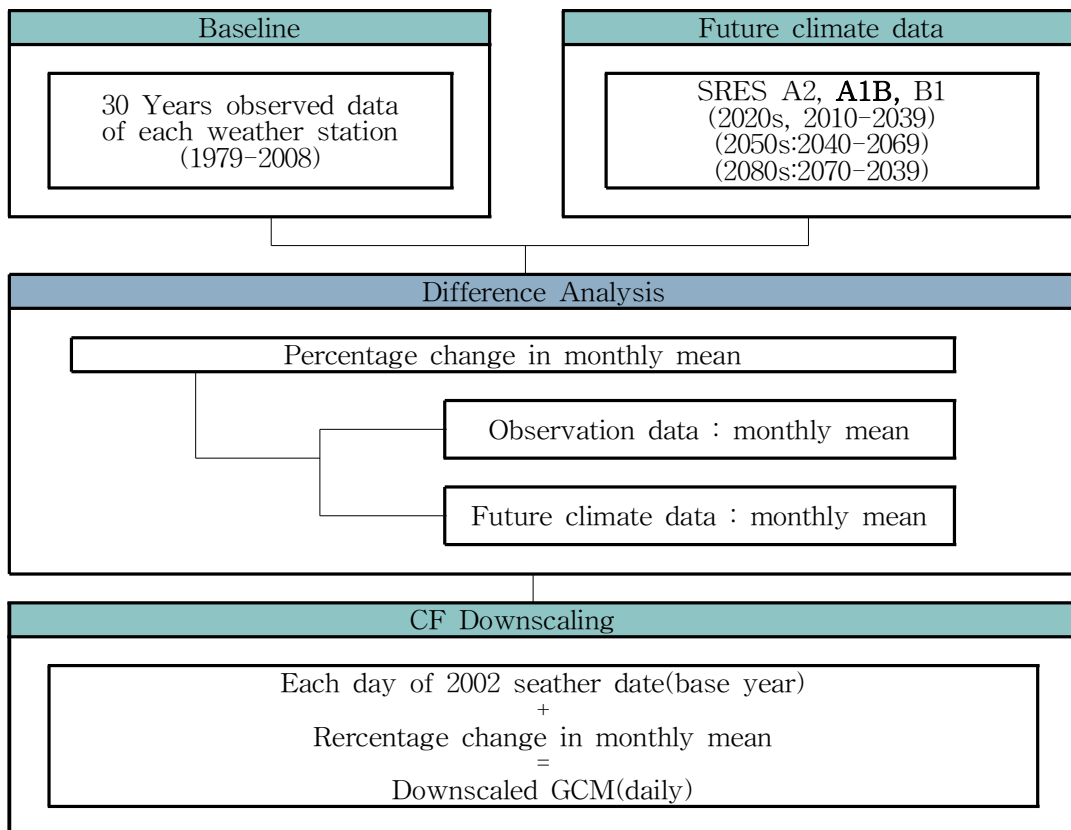 Baseline
30 Years observed data
of each weather station
(1979-2008)
Future climate data
SRES A2, A1B, B1
(2020s, 2010-2039)
(2050s:2040-2069)
(2080s:2070-2039)
Difference Analysis
Percentage change in monthly mean
Observation data : monthly mean
Future climate data : monthly mean
CF Downscaling
Each day of 2002 seather date(base year)
+
Rercentage change in monthly mean
=
Downscaled GCM(daily)